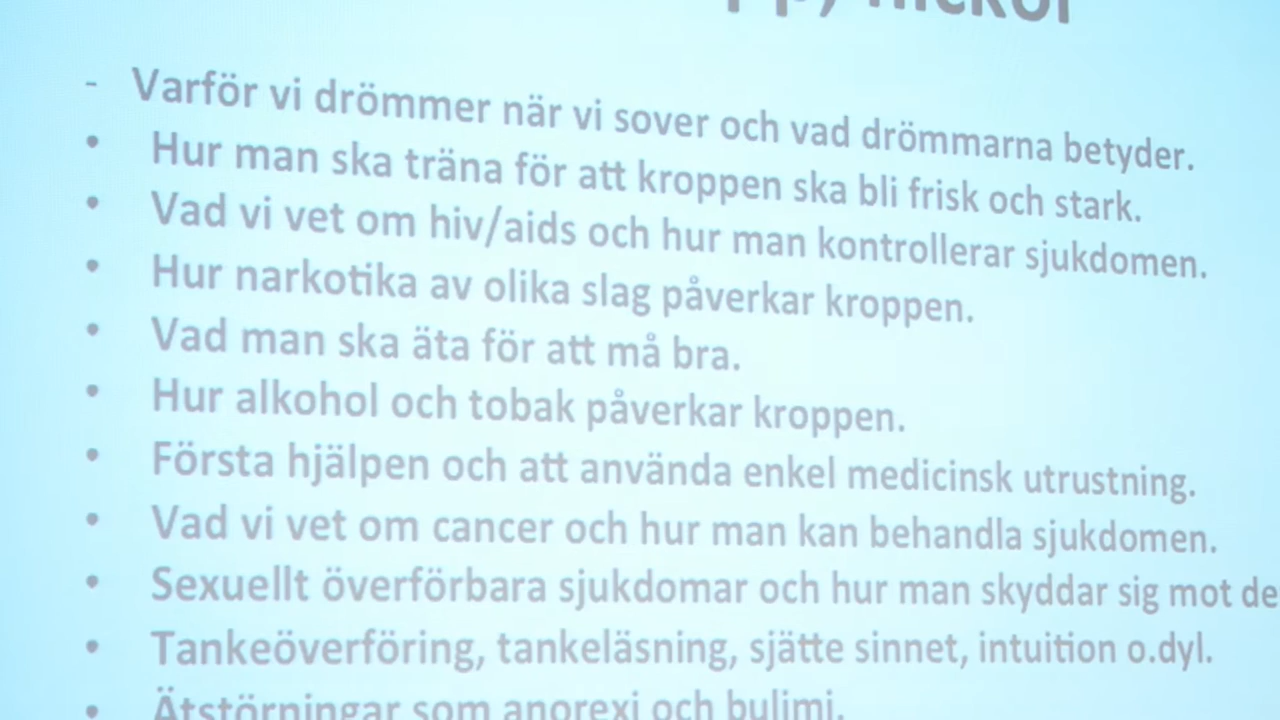 - Varför vi drömmer när vi sover och vad drömmarna betyder.
• Hur man ska träna för att kroppen ska bli frisk och stark.
• Vad vi vet om hiv/aids och hur man kontrollerar sjukdomen.
• Hur narkotika av olika slag påverkar kroppen.
• Vad man ska äta för att må bra.
• Hur alkohol och tobak påverkar kroppen.
• Första hjälpen och att använda enkel medicinsk utrustning.
• Vad vi vet om cancer och hur man kan behandla sjukdomen.
• Sexuellt överförbara sjukdomar och hur man skyddar sig mot de
• Tankeöverföring, tankeläsning, sjätte sinnet, intuition o.dyl.
• Ätstörningar som anorexi och bulimi.